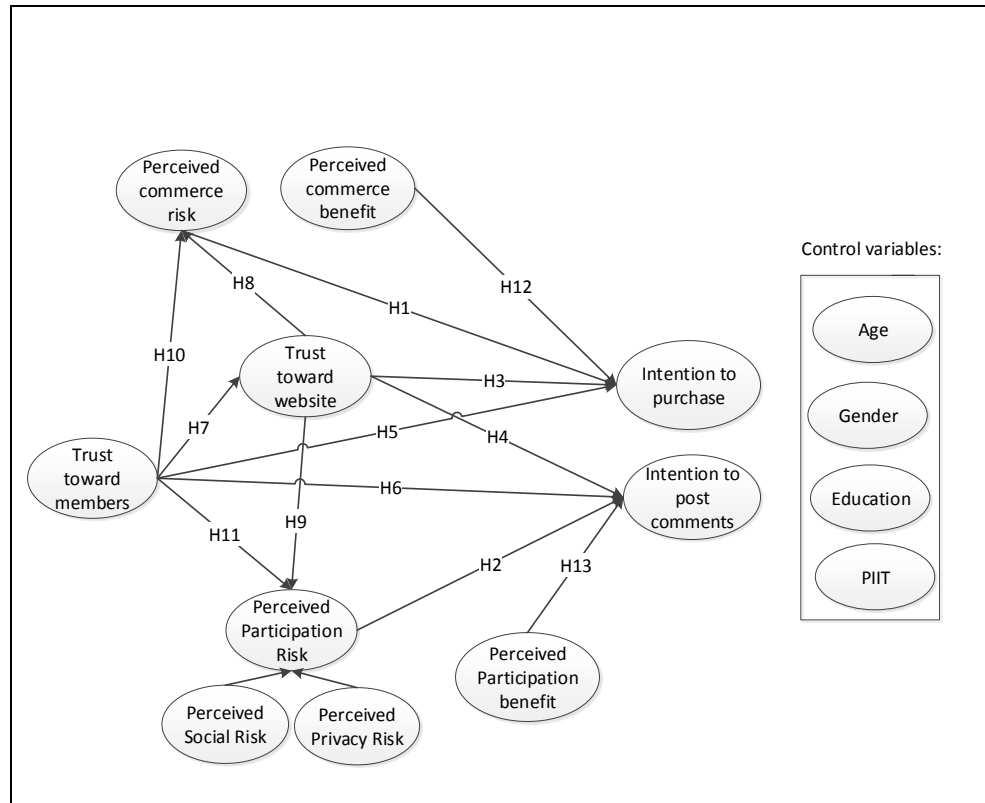 Perceived
commerce
risk
Perceived
commerce
benefit
Control variables:
H8
H12
H1
Age
H10
Trust
toward
website
H3
Intention to
purchase
H7
H5
H4
Gender
Trust
toward
members
H6
Intention to
post
comments
Education
H11
H9
H2
H13
PIIT
Perceived
Participation
Risk
Perceived
Participation
benefit
Perceived
Social Risk
Perceived
Privacy Risk